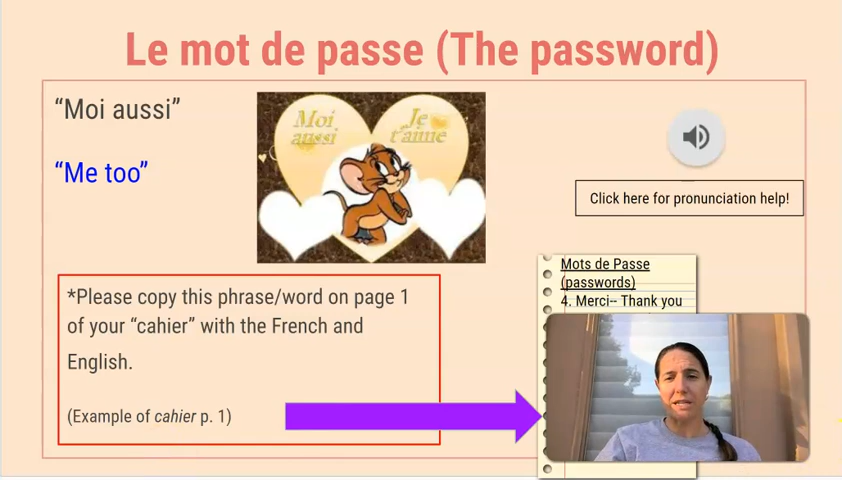 Le mot de passe (The password)
“Moi aussi”
“Me too”
Moi
aussi
Je
t'aime
Click here for pronunciation help!
*Please copy this phrase/word on page 1
of your “cahier” with the French and
English.
(Example of cahier p. 1)
Mots de Passe
(passwords)
4. Merci-- Thank you